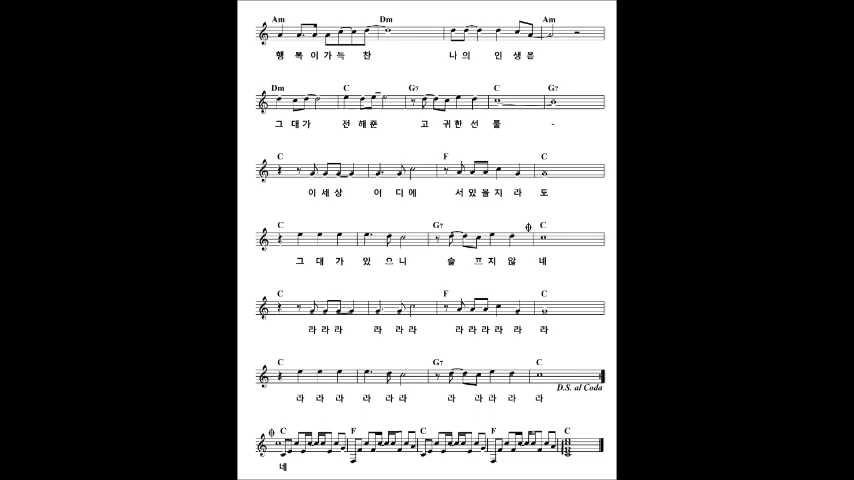 Am Dm Am
행 복 이 가 득 찬 나 의 인 생 은
Dm C G7 C G7
그 대 가 전 해 준 고 귀 한 선 물 -
C F C
이 세 상 어 디 에 서 있 을 지 라 도
C G7 C
그 대 가 있 으 니 슬 프 지 않 네
C F C
라 라 라 라 라 라 라 라 라 라 라 라
C G7 C
라 라 라 라 라 라 라 라 라 라 라
D.S. al Coda
C F C F C
네